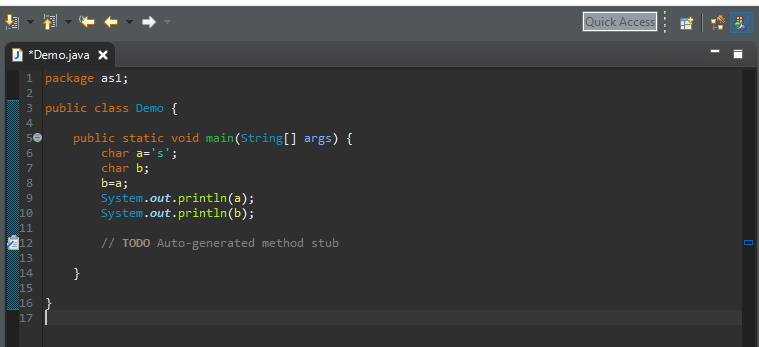 Quick Access
*Demo.java
1 package as1;
2
3 public class Demo {
4
5 public static void main(String[] args) {
6 char a='s';
7 char b;
8 b=a;
9 System.out.println(a);
10 System.out.println(b);
11
12 // TODO Auto-generated method stub
13
14 }
15
16 }
17